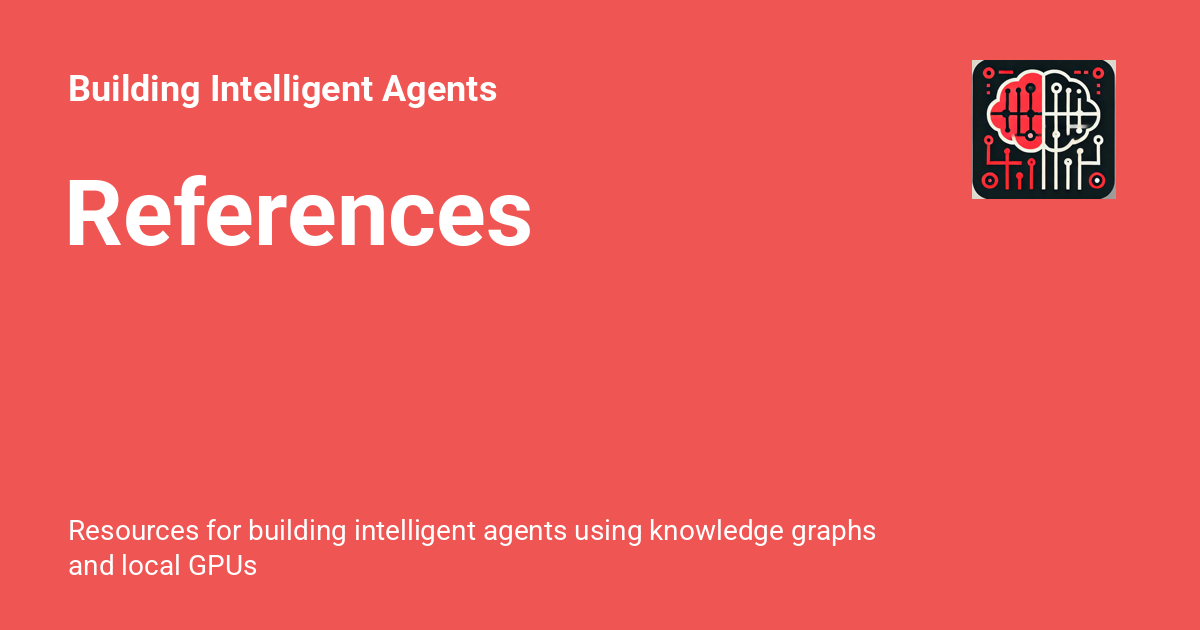 Building Intelligent Agents
References
Resources for building intelligent agents using knowledge graphs
and local GPUs